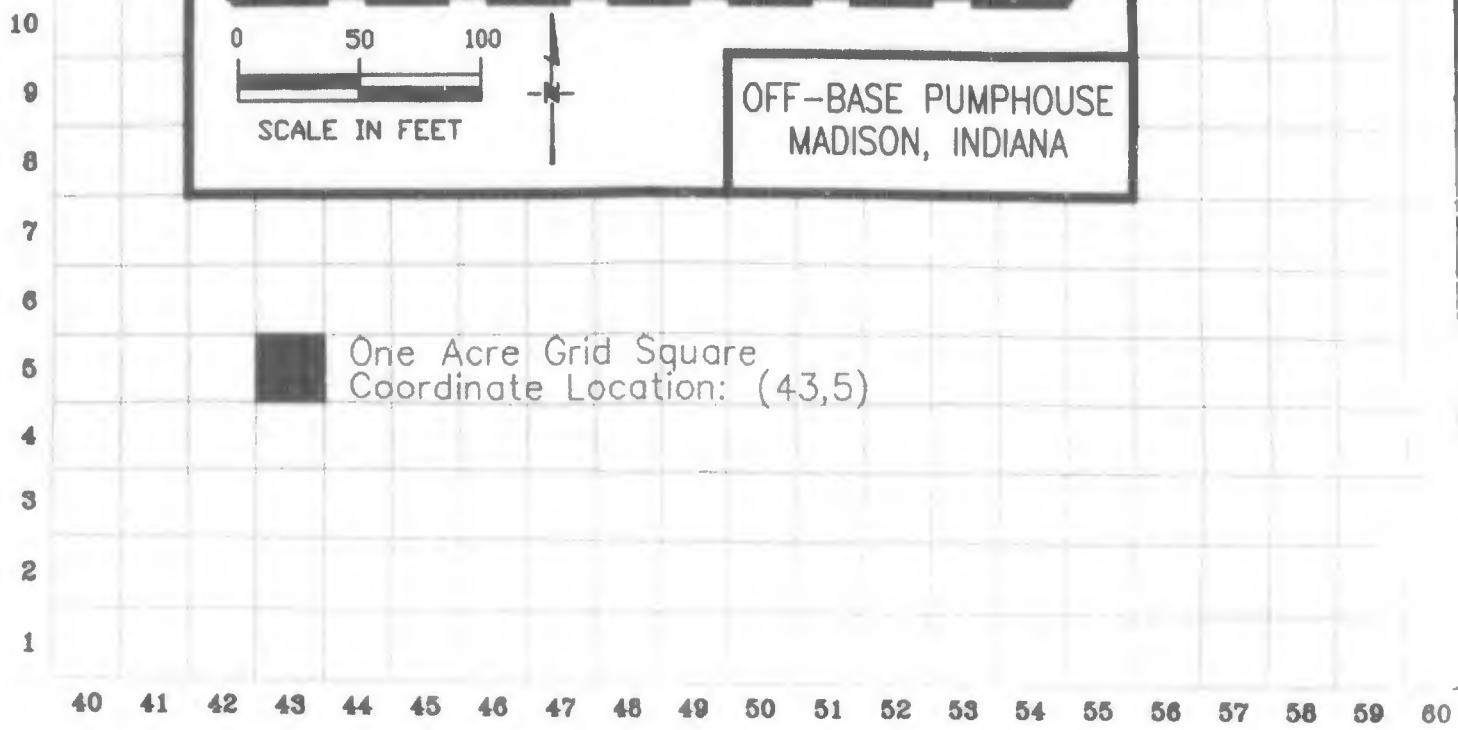 10
0 50 100
9
SCALE IN FEET
N
OFF-BASE PUMPHOUSE
MADISON, INDIANA
8
7
6
5
One Acre Grid Square
Coordinate Location: (43,5)
4
3
2
1
40 41 42 43 44 45 46 47 48 49 50 51 52 53 54 55 56 57 58 59 60